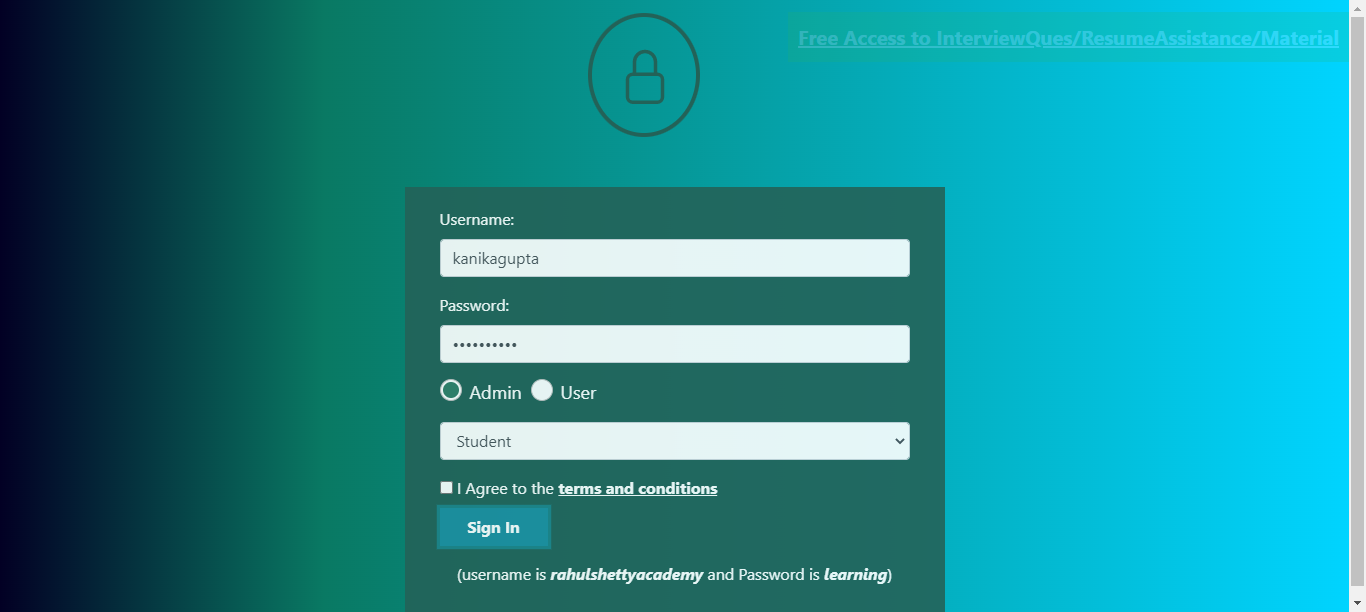 Free Access to InterviewQues/ResumeAssistance/Material
Username:
kanikagupta
Password:
••••••••••
Admin User
Student
I Agree to the terms and conditions
Sign In
(username is rahulshettyacademy and Password is learning)